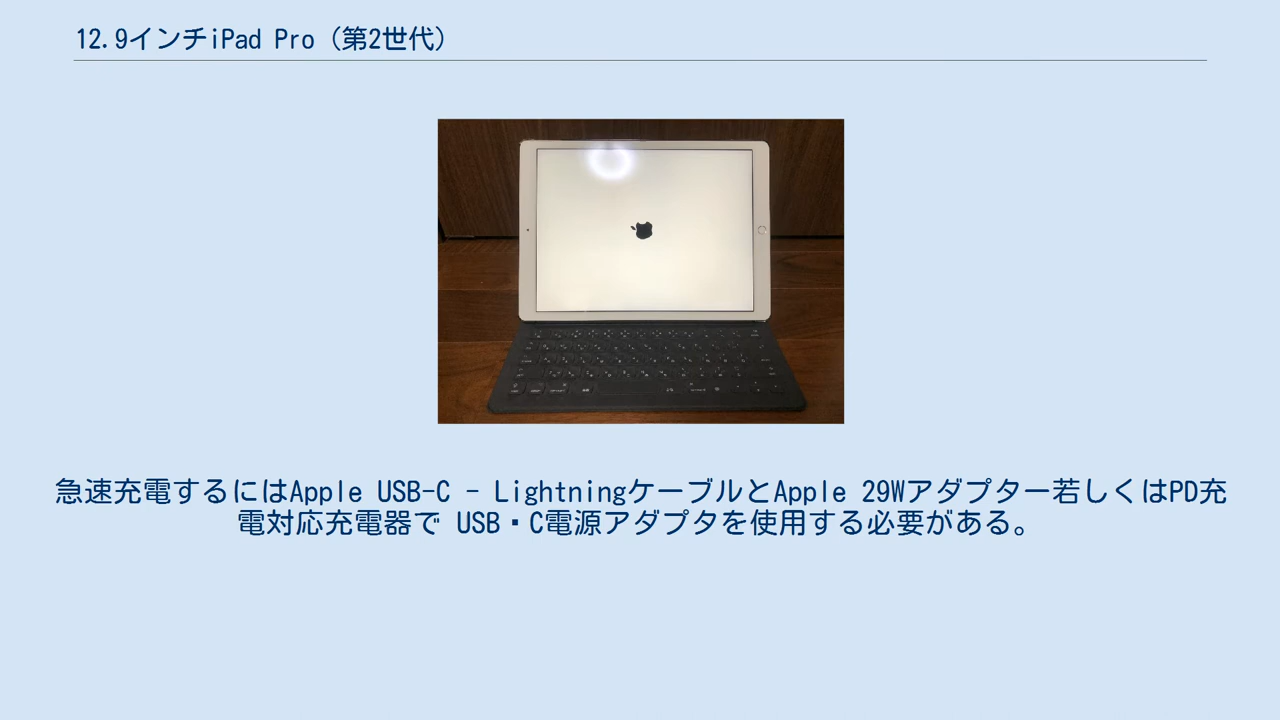 12.9インチiPad Pro（第2世代）
急速充電するにはApple USB-C - LightningケーブルとApple 29Wアダプター若しくはPD充
電対応充電器で USB‐C電源アダプタを使用する必要がある。